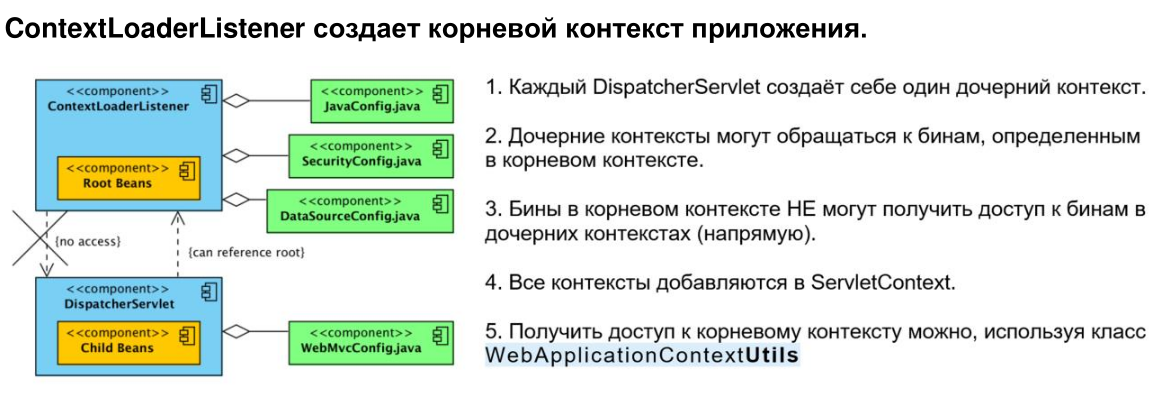 ContextLoaderListener создает корневой контекст приложения.
<<component>>
ContextLoaderListener
<<component>>
Root Beans
<<component>>
JavaConfig.java
<<component>>
SecurityConfig.java
<<component>>
DataSourceConfig.java
{no access}
{can reference root}
<<component>>
DispatcherServlet
<<component>>
Child Beans
<<component>>
WebMvcConfig.java
1. Каждый DispatcherServlet создаёт себе один дочерний контекст.
2. Дочерние контексты могут обращаться к бинам, определенным
в корневом контексте.
3. Бины в корневом контексте НЕ могут получить доступ к бинам в
дочерних контекстах (напрямую).
4. Все контексты добавляются в ServletContext.
5. Получить доступ к корневому контексту можно, используя класс
WebApplicationContextUtils